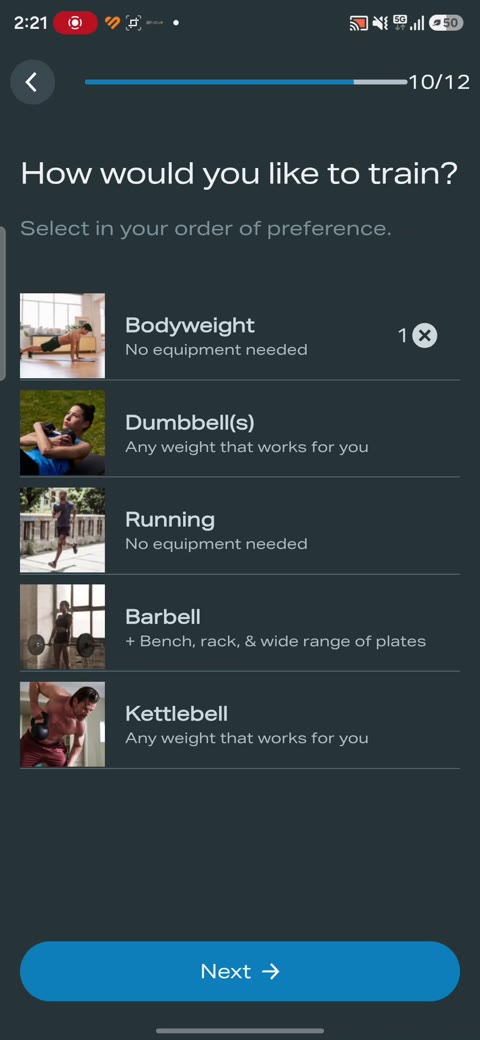 2:21
5G
50
10/12
How would you like to train?
Select in your order of preference.
Bodyweight
No equipment needed
1
Dumbbell(s)
Any weight that works for you
Running
No equipment needed
Barbell
+ Bench, rack, & wide range of plates
Kettlebell
Any weight that works for you
Next